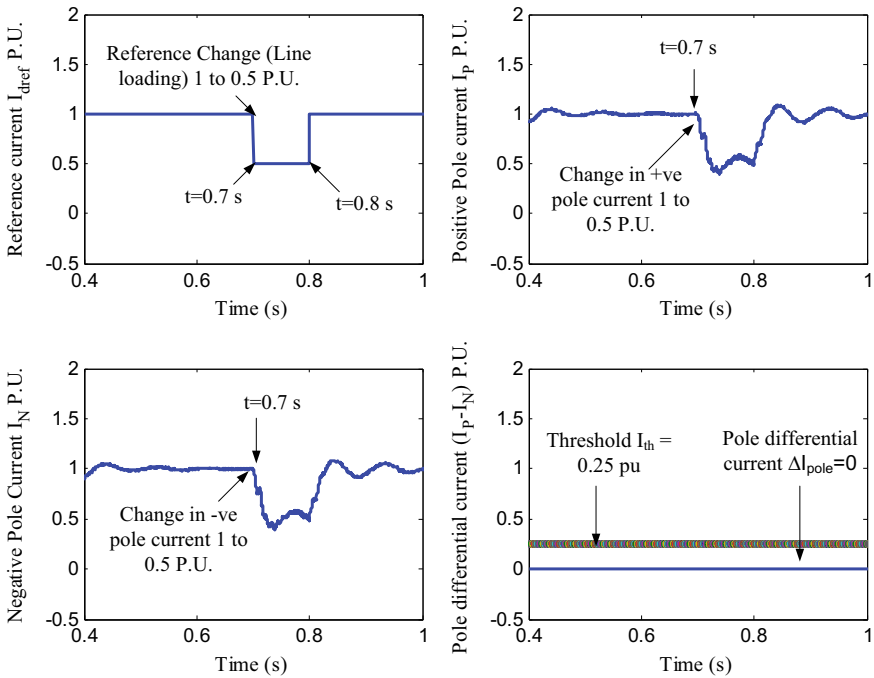 Reference current I_dref P.U.
2
1.5
1
0.5
0
-0.5
0.4
0.6
0.8
1
Time (s)
Reference Change (Line
loading) 1 to 0.5 P.U.
t=0.7 s
t=0.8 s
Positive Pole current I_P P.U.
2
1.5
1
0.5
0
-0.5
0.4
0.6
0.8
1
Time (s)
t=0.7 s
Change in +ve
pole current 1 to
0.5 P.U.
Negative Pole Current I_N P.U.
2
1.5
1
0.5
0
-0.5
0.4
0.6
0.8
1
Time (s)
t=0.7 s
Change in -ve
pole current 1 to
0.5 P.U.
Pole differential current (I_P-I_N) P.U.
2
1.5
1
0.5
0
-0.5
0.4
0.6
0.8
1
Time (s)
Threshold I_th =
0.25 pu
Pole differential
current ΔI_pole=0